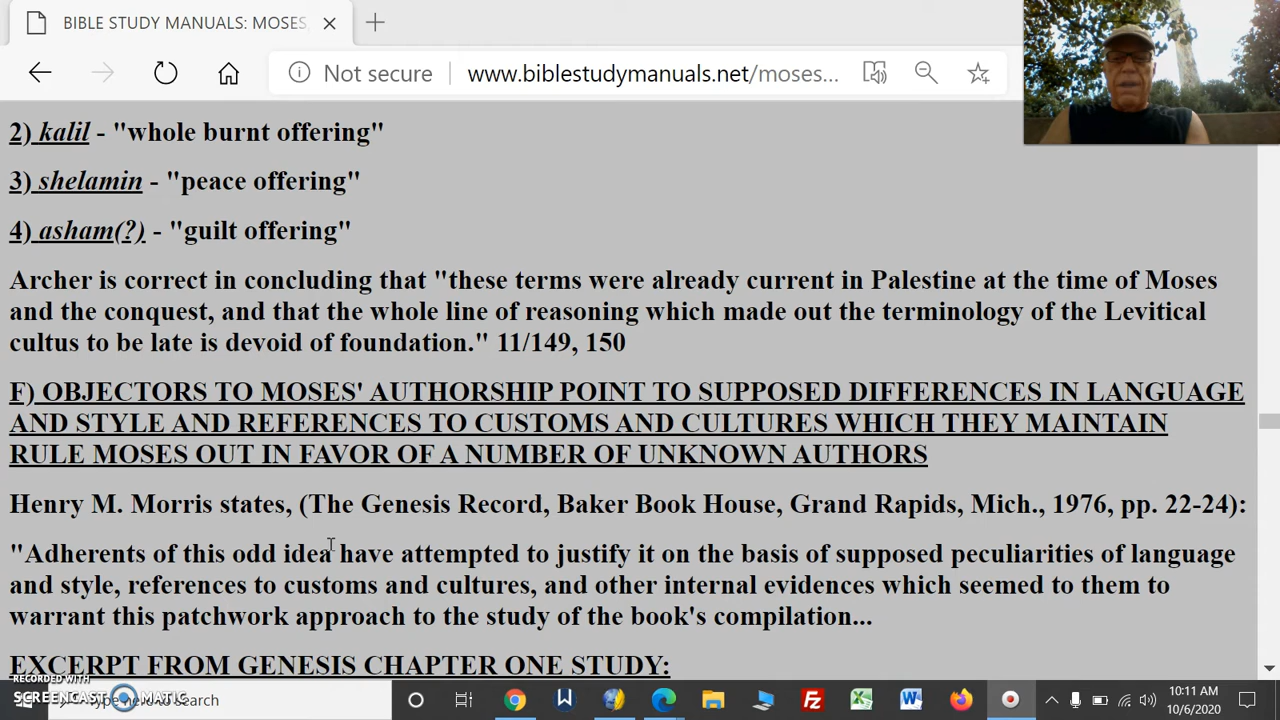 BIBLE STUDY MANUALS: MOSES,
Not secure
www.biblestudymanuals.net/moses...
2) kalil - "whole burnt offering"
3) shelamin - "peace offering"
4) asham(?) - "guilt offering"
Archer is correct in concluding that "these terms were already current in Palestine at the time of Moses
and the conquest, and that the whole line of reasoning which made out the terminology of the Levitical
cultus to be late is devoid of foundation." 11/149, 150
F) OBJECTORS TO MOSES' AUTHORSHIP POINT TO SUPPOSED DIFFERENCES IN LANGUAGE
AND STYLE AND REFERENCES TO CUSTOMS AND CULTURES WHICH THEY MAINTAIN
RULE MOSES OUT IN FAVOR OF A NUMBER OF UNKNOWN AUTHORS
Henry M. Morris states, (The Genesis Record, Baker Book House, Grand Rapids, Mich., 1976, pp. 22-24):
"Adherents of this odd idea have attempted to justify it on the basis of supposed peculiarities of language
and style, references to customs and cultures, and other internal evidences which seemed to them to
warrant this patchwork approach to the study of the book's compilation...
EXCERPT FROM GENESIS CHAPTER ONE STUDY:
RECORDED WITH
SCREENCAST MATIC
Type here to search
10:11 AM
10/6/2020